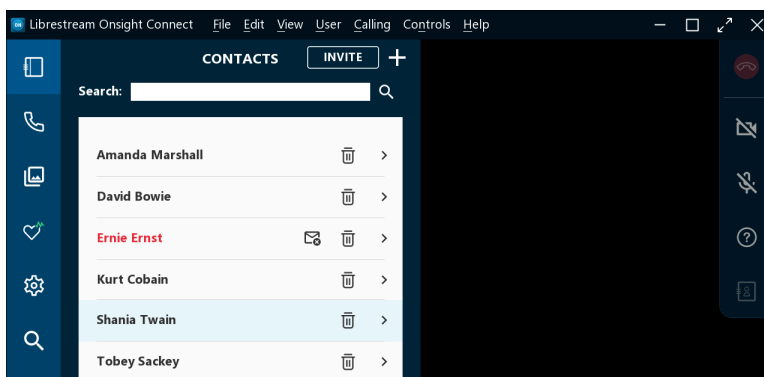 ON Librestream Onsight Connect File Edit View User Calling Controls Help
CONTACTS INVITE
Search:
Amanda Marshall
David Bowie
Ernie Ernst
Kurt Cobain
Shania Twain
Tobey Sackey